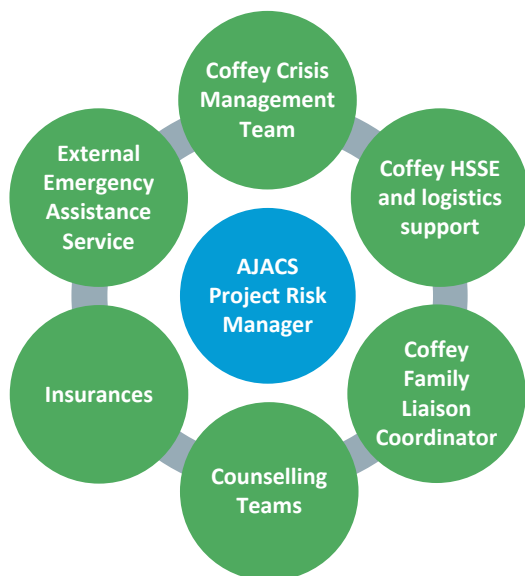 Coffey Crisis
Management
Team
External
Emergency
Assistance
Service
Coffey HSSE
and logistics
support
AJACS
Project Risk
Manager
Insurances
Coffey
Family
Liaison
Coordinator
Counselling
Teams